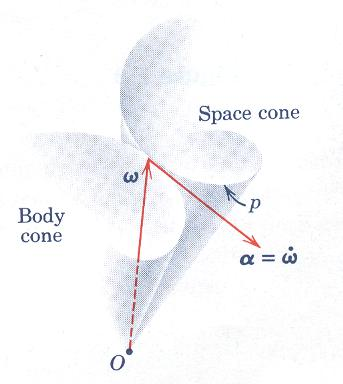 Space cone
ω
p
Body
cone
α = ω̇
O